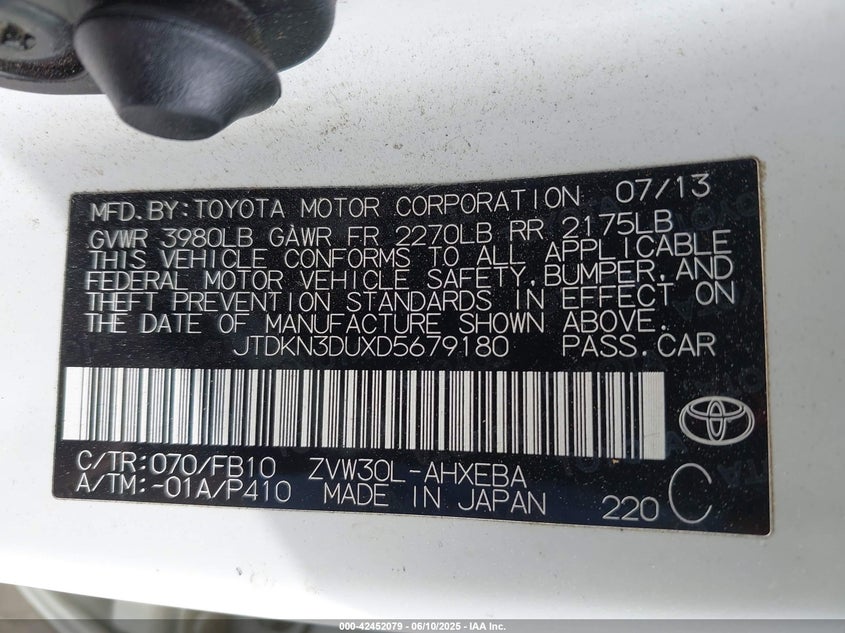 MFD.BY:TOYOTA MOTOR CORPORATION 07/13
GVWR 3980LB GAWR FR 2270LB RR 2175LB
THIS VEHICLE CONFORMS TO ALL APPLICABLE
FEDERAL MOTOR VEHICLE SAFETY,BUMPER,AND
THEFT PREVENTION STANDARDS IN EFFECT ON
THE DATE OF MANUFACTURE SHOWN ABOVE.
JTDKN3DUXD5679180 PASS.CAR
C/TR:070/FB10 ZVW30L-AHXEBA
A/TM:-01A/P410 MADE IN JAPAN 220 C
000-42452079 - 06/10/2025 - IAA Inc.